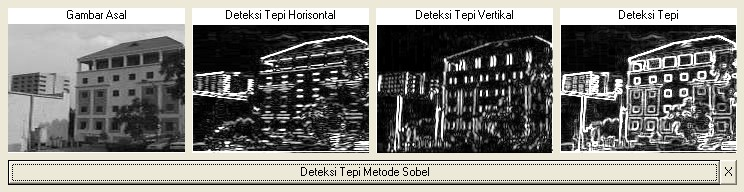 Gambar Asal
Deteksi Tepi Horisontal
Deteksi Tepi Vertikal
Deteksi Tepi
Deteksi Tepi Metode Sobel
X